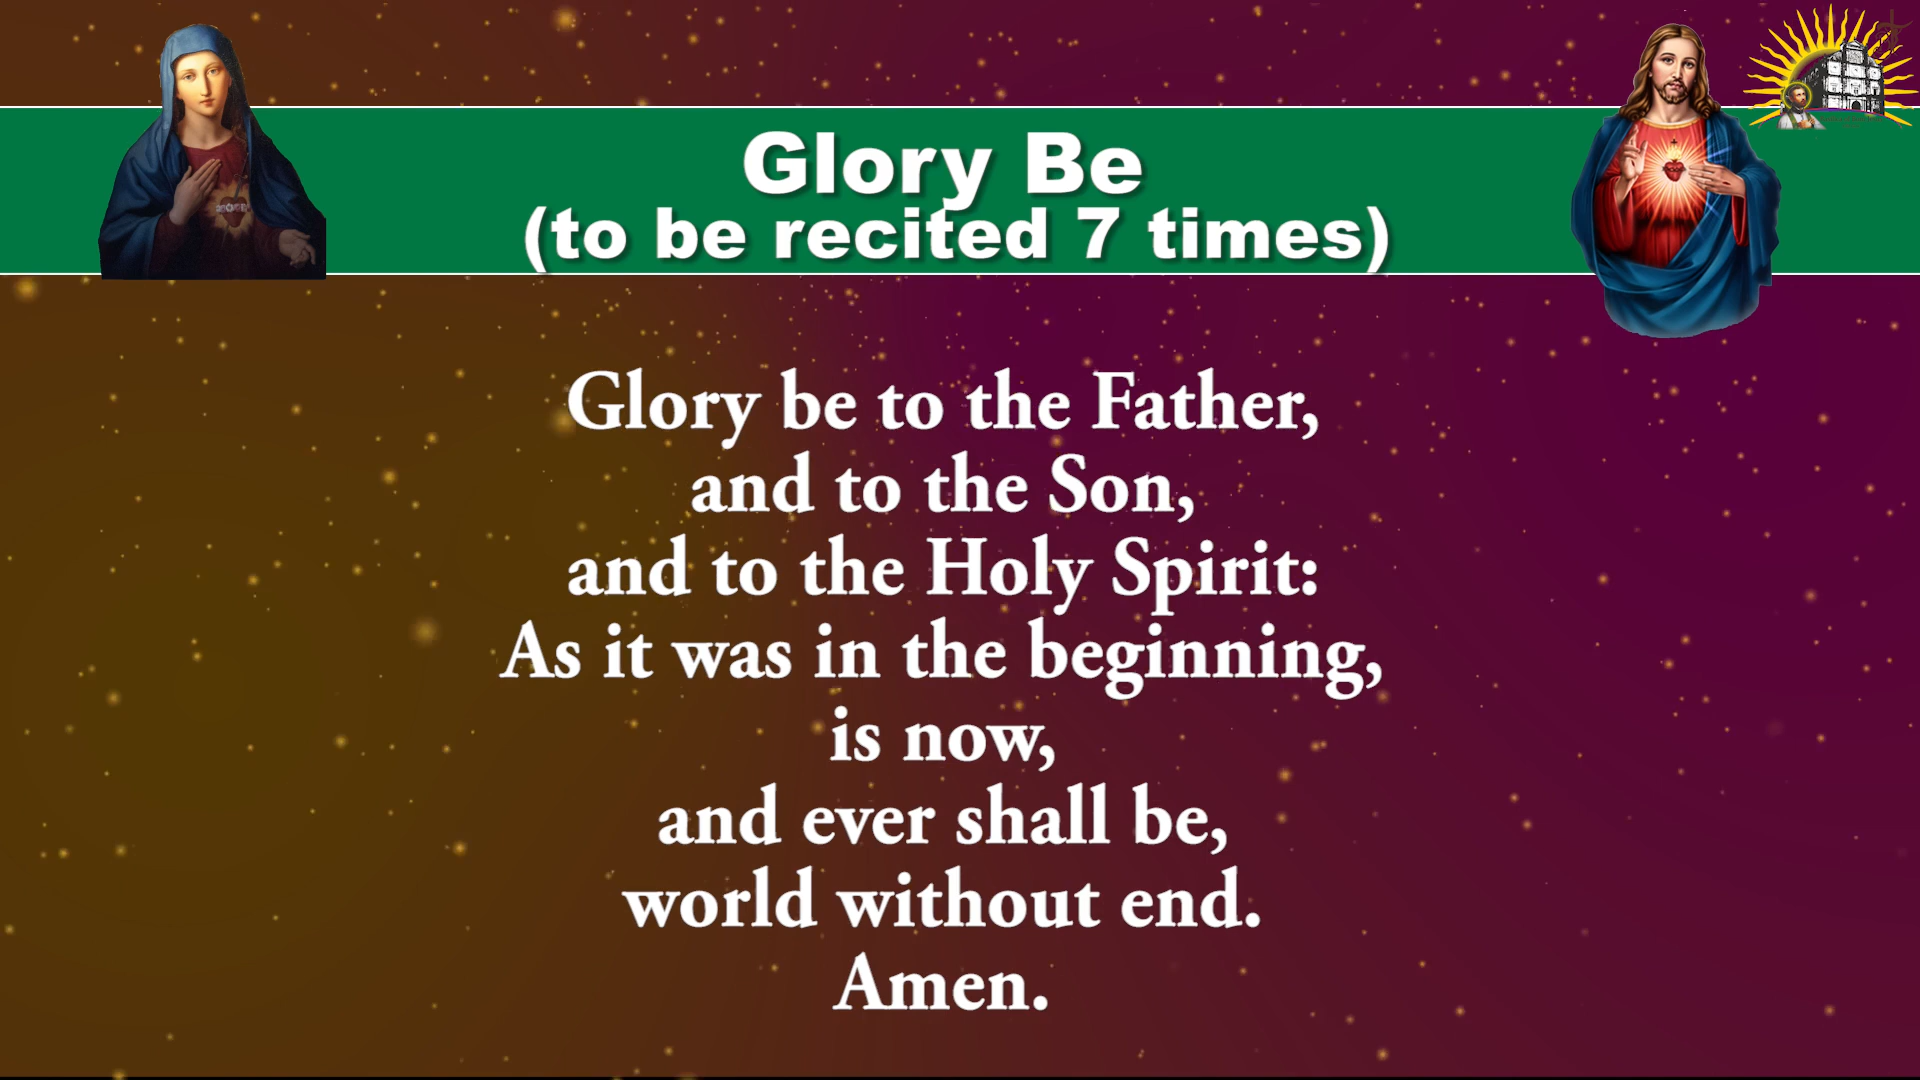 Glory Be
(to be recited 7 times)
Glory be to the Father,
and to the Son,
and to the Holy Spirit:
As it was in the beginning,
is now,
and ever shall be,
world without end.
Amen.